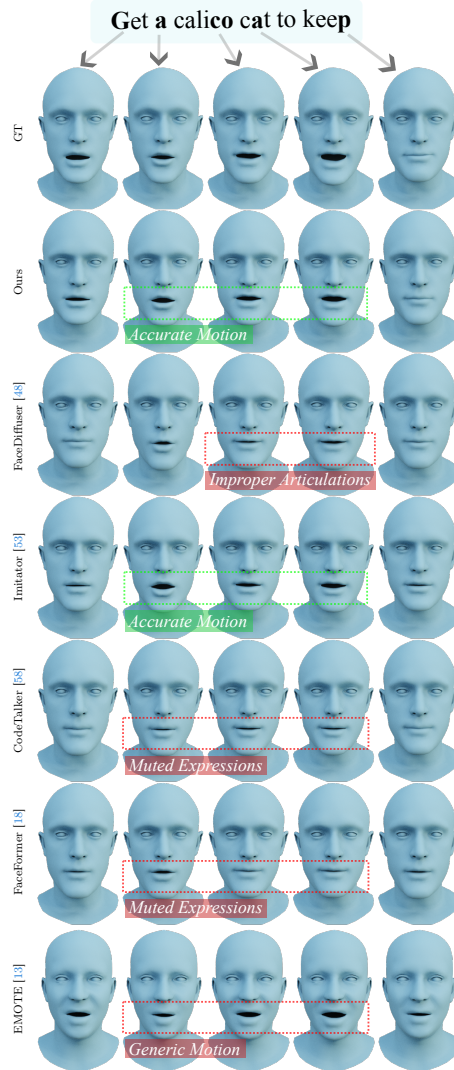 Get a calico cat to keep
GT
Ours
Accurate Motion
FaceDiffuser [48]
Improper Articulations
Imitator [53]
Accurate Motion
CodeTalker [58]
Muted Expressions
FaceFormer [18]
Muted Expressions
EMOTE [13]
Generic Motion